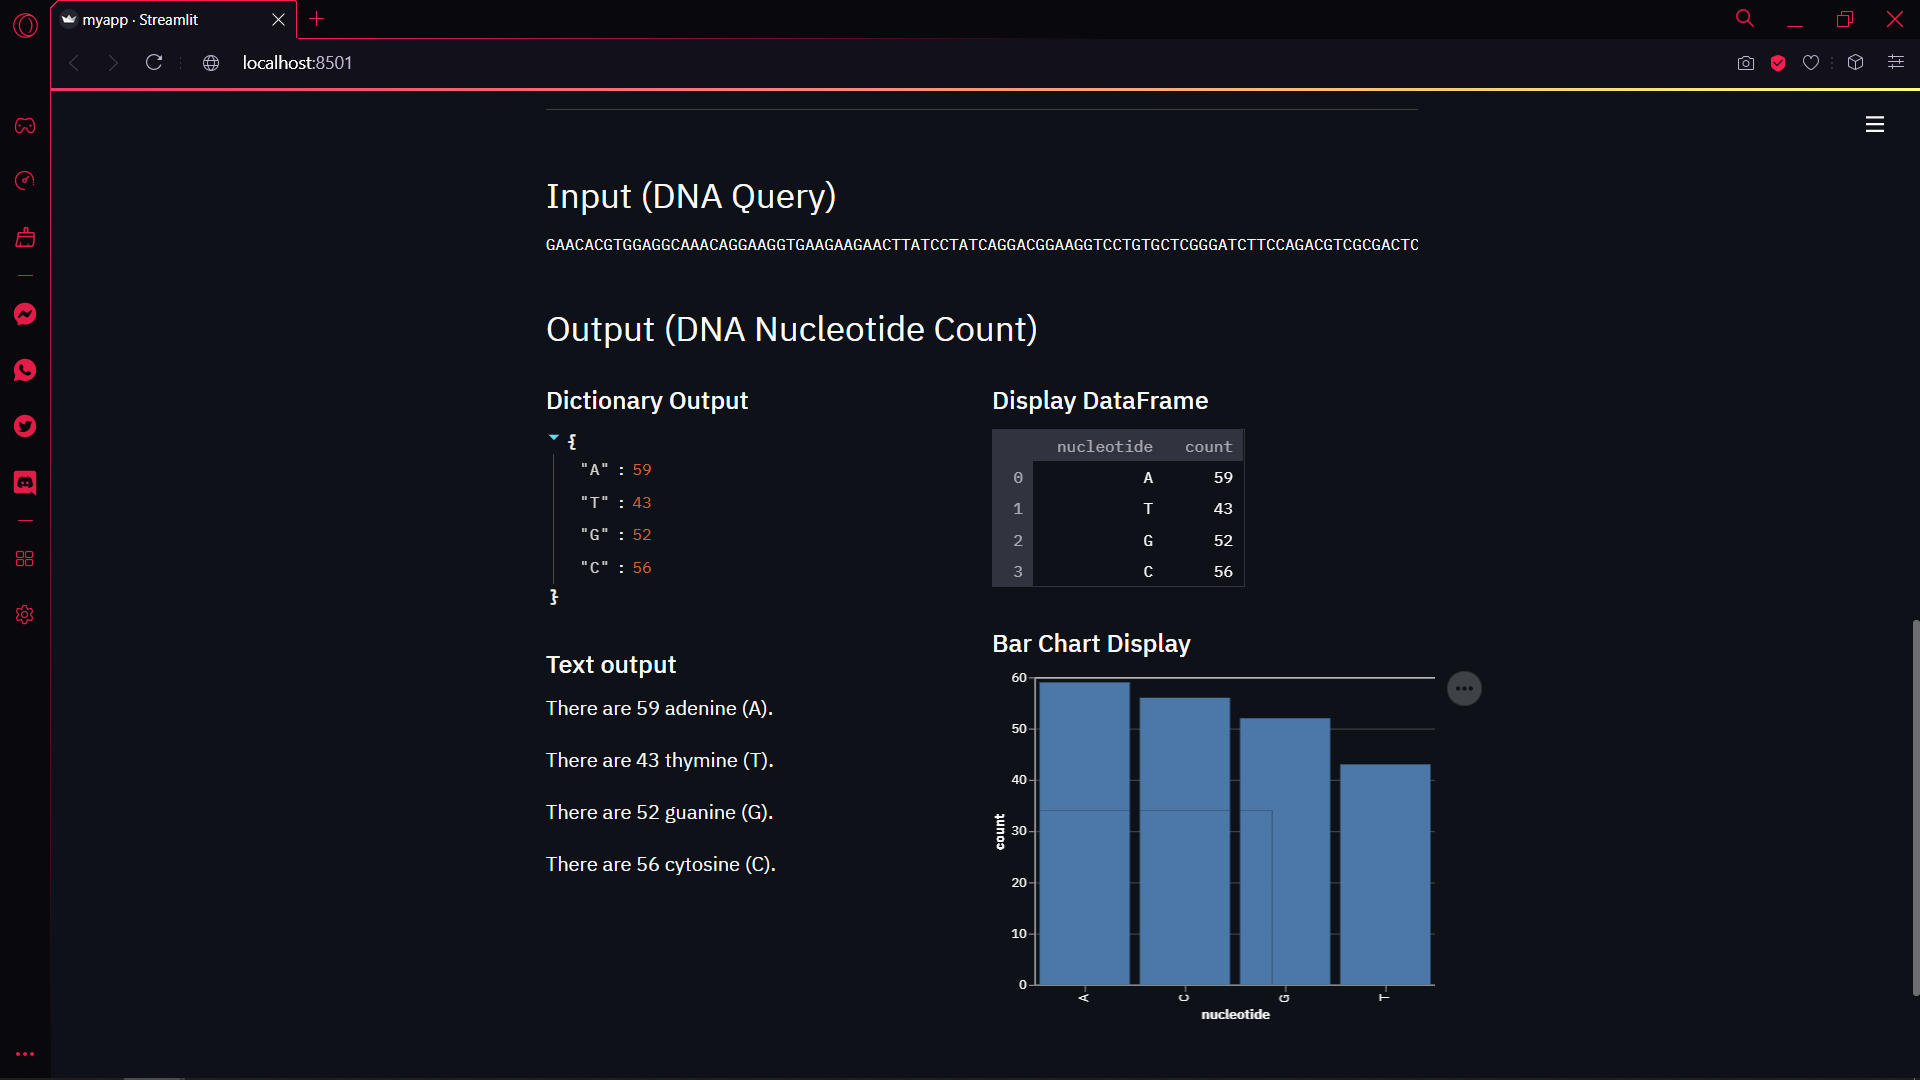 myapp · Streamlit
localhost:8501
Input (DNA Query)
GAACACGTGGAGGCAAACAGGAAGGTGAAGAAGAACTTATCCTATCAGGACGGAAGGTCCTGTGCTCGGGATCTTCCAGACGTCGCGACTC
Output (DNA Nucleotide Count)
Dictionary Output
{
"A" : 59
"T" : 43
"G" : 52
"C" : 56
}
Text output
There are 59 adenine (A).
There are 43 thymine (T).
There are 52 guanine (G).
There are 56 cytosine (C).
Display DataFrame
nucleotide count
0 A 59
1 T 43
2 G 52
3 C 56
Bar Chart Display
60
50
40
30
20
10
0
count
A C G T
nucleotide